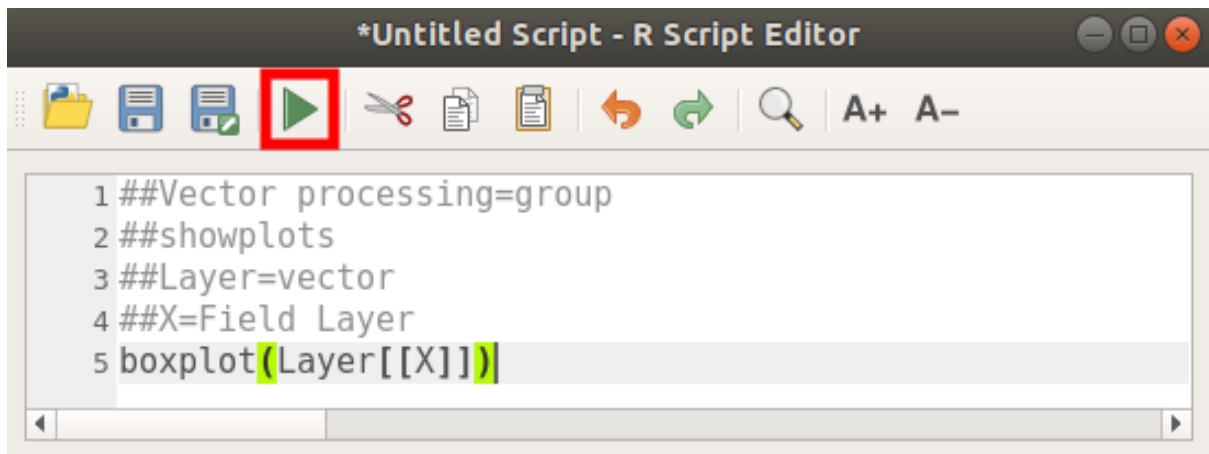 *Untitled Script - R Script Editor
A+ A-
1 ##Vector processing=group
2 ##showplots
3 ##Layer=vector
4 ##X=Field Layer
5 boxplot(Layer[[X]])